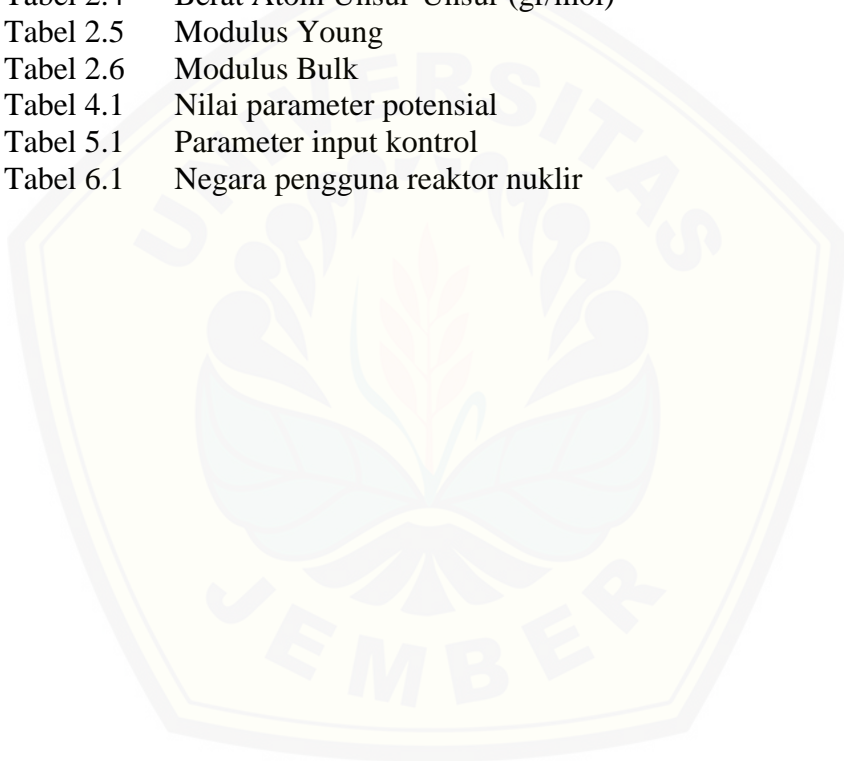 Tabel 2.4 Berat Atom Unsur-Unsur (gr/mol)
Tabel 2.5 Modulus Young
Tabel 2.6 Modulus Bulk
Tabel 4.1 Nilai parameter potensial
Tabel 5.1 Parameter input kontrol
Tabel 6.1 Negara pengguna reaktor nuklir
UNIVERSITAS
JEMBER